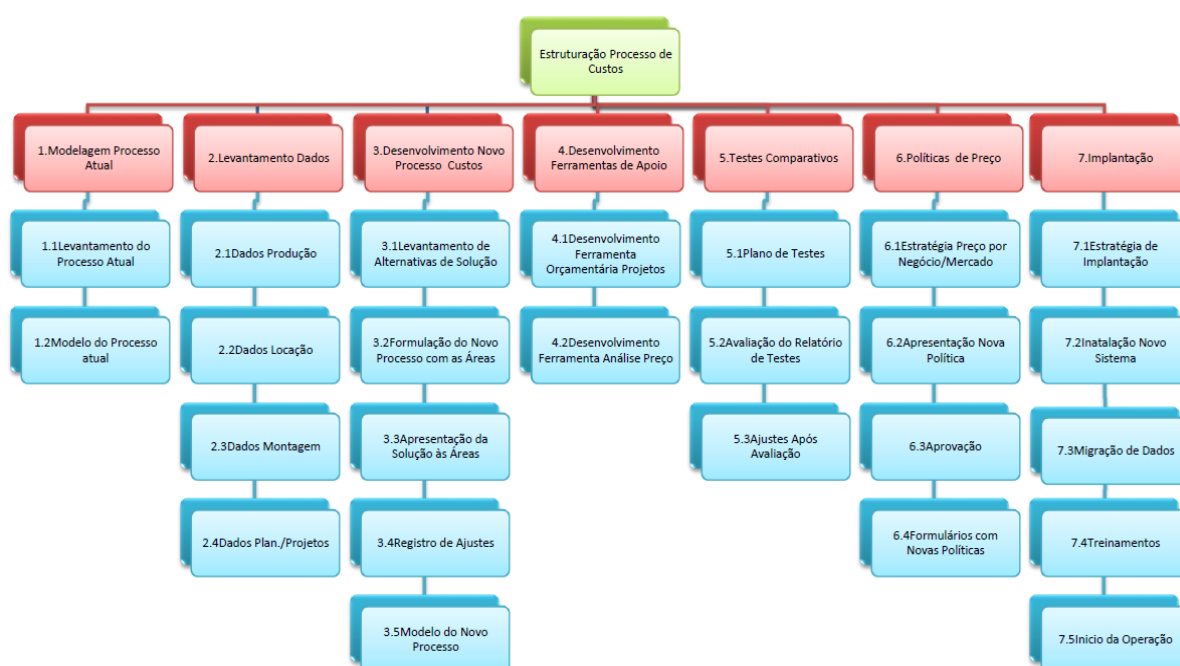 Estruturação Processo de
Custos
1.Modelagem Processo
Atual
2.Levantamento Dados
3.Desenvolvimento Novo
Processo Custos
4.Desenvolvimento
Ferramentas de Apoio
5.Testes Comparativos
6.Políticas de Preço
7.Implantação
1.1Levantamento do
Processo Atual
1.2Modelo do Processo
atual
2.1Dados Produção
2.2Dados Locação
2.3Dados Montagem
2.4Dados Plan./Projetos
3.1Levantamento de
Alternativas de Solução
3.2Formulação do Novo
Processo com as Áreas
3.3Apresentação da
Solução às Áreas
3.4Registro de Ajustes
3.5Modelo do Novo
Processo
4.1Desenvolvimento
Ferramenta
Orçamentária Projetos
4.2Desenvolvimento
Ferramenta Análise Preço
5.1Plano de Testes
5.2Avaliação do Relatório
de Testes
5.3Ajustes Após
Avaliação
6.1Estratégia Preço por
Negócio/Mercado
6.2Apresentação Nova
Política
6.3Aprovação
6.4Formulários com
Novas Políticas
7.1Estratégia de
Implantação
7.2Inatalação Novo
Sistema
7.3Migração de Dados
7.4Treinamentos
7.5Inicio da Operação